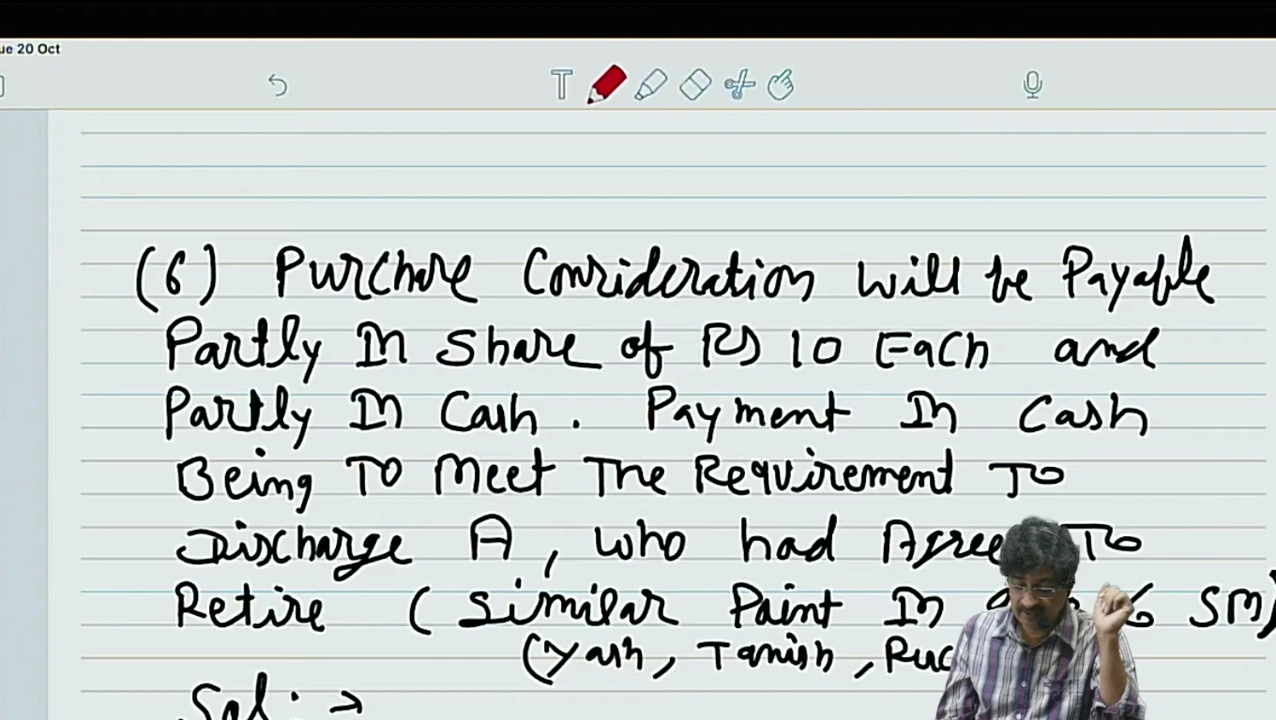 ue 20 Oct
T
(6) Purchase Consideration will be Payable
Partly In Share of RS 10 Each and
Partly In Cash. Payment In Cash
Being To Meet The Requirement To
Discharge A, who had Agree To
Retire (Similar Point In SM)
(Yash, Tanish,
Sol:→